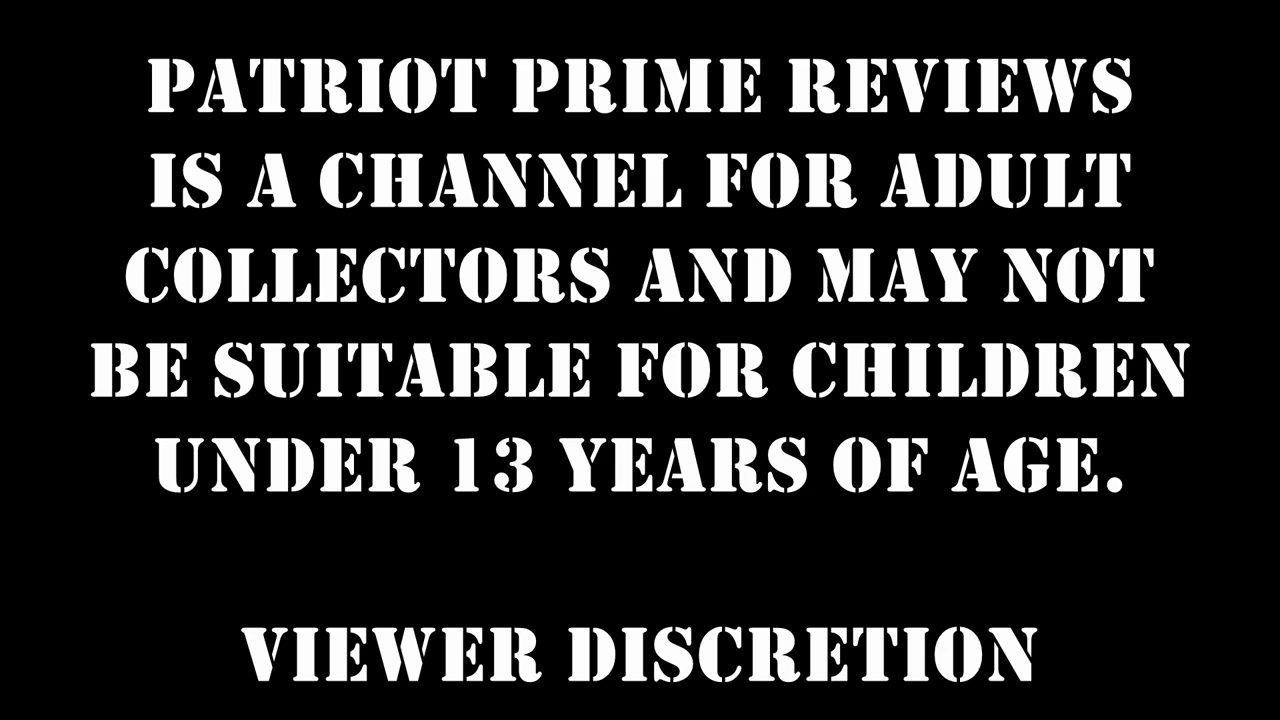 PATRIOT PRIME REVIEWS
IS A CHANNEL FOR ADULT
COLLECTORS AND MAY NOT
BE SUITABLE FOR CHILDREN
UNDER 13 YEARS OF AGE.
VIEWER DISCRETION